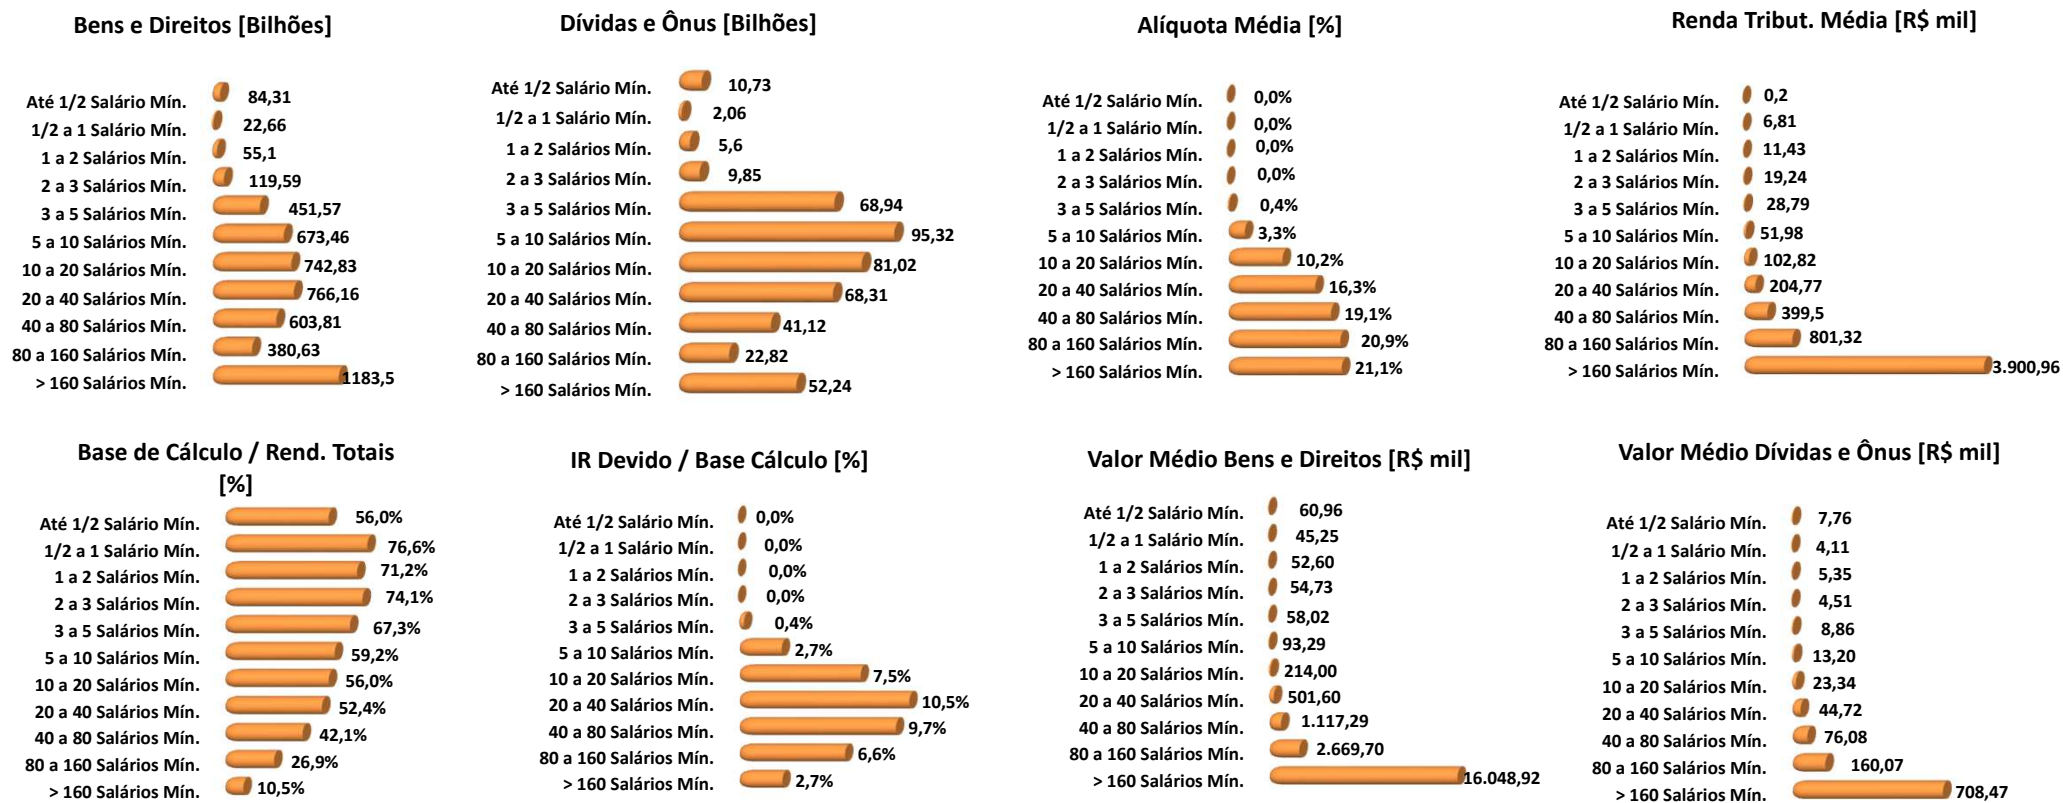 Bens e Direitos [Bilhões]
Até 1/2 Salário Mín. 84,31
1/2 a 1 Salário Mín. 22,66
1 a 2 Salários Mín. 55,1
2 a 3 Salários Mín. 119,59
3 a 5 Salários Mín. 451,57
5 a 10 Salários Mín. 673,46
10 a 20 Salários Mín. 742,83
20 a 40 Salários Mín. 766,16
40 a 80 Salários Mín. 603,81
80 a 160 Salários Mín. 380,63
> 160 Salários Mín. 1183,5
Dívidas e Ônus [Bilhões]
Até 1/2 Salário Mín. 10,73
1/2 a 1 Salário Mín. 2,06
1 a 2 Salários Mín. 5,6
2 a 3 Salários Mín. 9,85
3 a 5 Salários Mín. 68,94
5 a 10 Salários Mín. 95,32
10 a 20 Salários Mín. 81,02
20 a 40 Salários Mín. 68,31
40 a 80 Salários Mín. 41,12
80 a 160 Salários Mín. 22,82
> 160 Salários Mín. 52,24
Alíquota Média [%]
Até 1/2 Salário Mín. 0,0%
1/2 a 1 Salário Mín. 0,0%
1 a 2 Salários Mín. 0,0%
2 a 3 Salários Mín. 0,0%
3 a 5 Salários Mín. 0,4%
5 a 10 Salários Mín. 3,3%
10 a 20 Salários Mín. 10,2%
20 a 40 Salários Mín. 16,3%
40 a 80 Salários Mín. 19,1%
80 a 160 Salários Mín. 20,9%
> 160 Salários Mín. 21,1%
Renda Tribut. Média [R$ mil]
Até 1/2 Salário Mín. 0,2
1/2 a 1 Salário Mín. 6,81
1 a 2 Salários Mín. 11,43
2 a 3 Salários Mín. 19,24
3 a 5 Salários Mín. 28,79
5 a 10 Salários Mín. 51,98
10 a 20 Salários Mín. 102,82
20 a 40 Salários Mín. 204,77
40 a 80 Salários Mín. 399,5
80 a 160 Salários Mín. 801,32
> 160 Salários Mín. 3.900,96
Base de Cálculo / Rend. Totais
[%]
Até 1/2 Salário Mín. 56,0%
1/2 a 1 Salário Mín. 76,6%
1 a 2 Salários Mín. 71,2%
2 a 3 Salários Mín. 74,1%
3 a 5 Salários Mín. 67,3%
5 a 10 Salários Mín. 59,2%
10 a 20 Salários Mín. 56,0%
20 a 40 Salários Mín. 52,4%
40 a 80 Salários Mín. 42,1%
80 a 160 Salários Mín. 26,9%
> 160 Salários Mín. 10,5%
IR Devido / Base Cálculo [%]
Até 1/2 Salário Mín. 0,0%
1/2 a 1 Salário Mín. 0,0%
1 a 2 Salários Mín. 0,0%
2 a 3 Salários Mín. 0,0%
3 a 5 Salários Mín. 0,4%
5 a 10 Salários Mín. 2,7%
10 a 20 Salários Mín. 7,5%
20 a 40 Salários Mín. 10,5%
40 a 80 Salários Mín. 9,7%
80 a 160 Salários Mín. 6,6%
> 160 Salários Mín. 2,7%
Valor Médio Bens e Direitos [R$ mil]
Até 1/2 Salário Mín. 60,96
1/2 a 1 Salário Mín. 45,25
1 a 2 Salários Mín. 52,60
2 a 3 Salários Mín. 54,73
3 a 5 Salários Mín. 58,02
5 a 10 Salários Mín. 93,29
10 a 20 Salários Mín. 214,00
20 a 40 Salários Mín. 501,60
40 a 80 Salários Mín. 1.117,29
80 a 160 Salários Mín. 2.669,70
> 160 Salários Mín. 16.048,92
Valor Médio Dívidas e Ônus [R$ mil]
Até 1/2 Salário Mín. 7,76
1/2 a 1 Salário Mín. 4,11
1 a 2 Salários Mín. 5,35
2 a 3 Salários Mín. 4,51
3 a 5 Salários Mín. 8,86
5 a 10 Salários Mín. 13,20
10 a 20 Salários Mín. 23,34
20 a 40 Salários Mín. 44,72
40 a 80 Salários Mín. 76,08
80 a 160 Salários Mín. 160,07
> 160 Salários Mín. 708,47